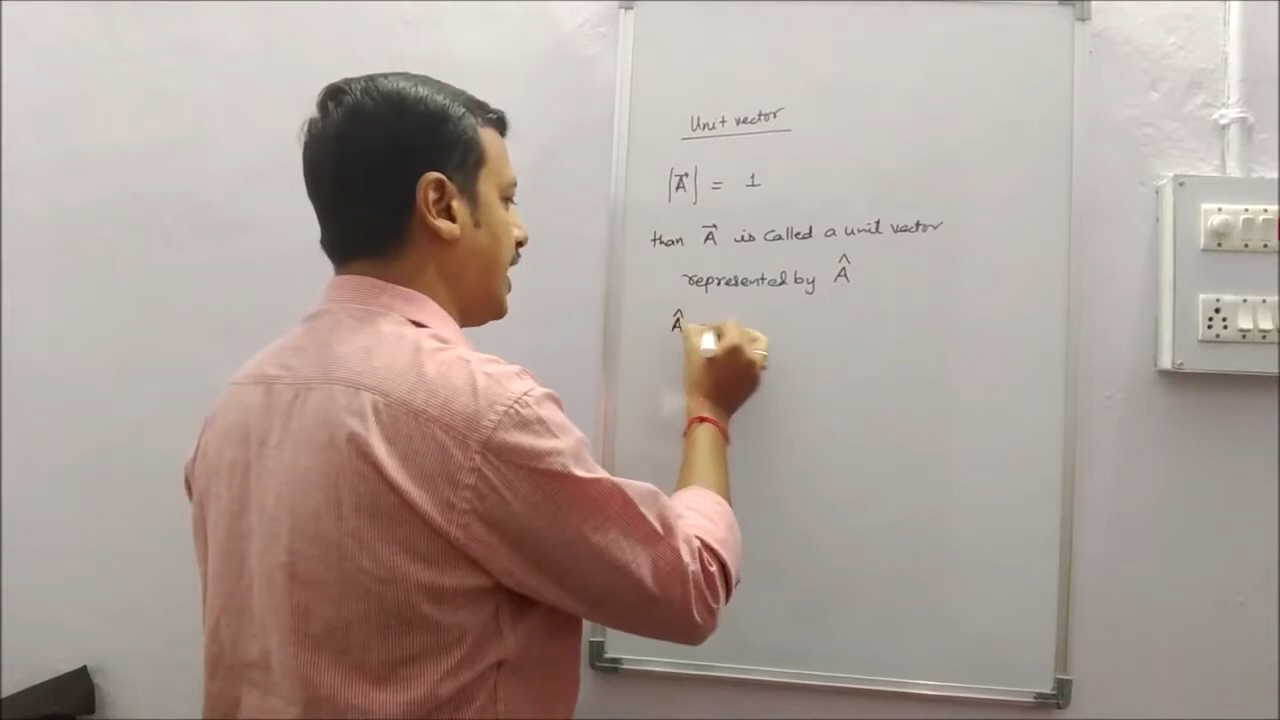 Unit vector
|A⃗| = 1
than A⃗ is called a unit vector
represented by Â
Â